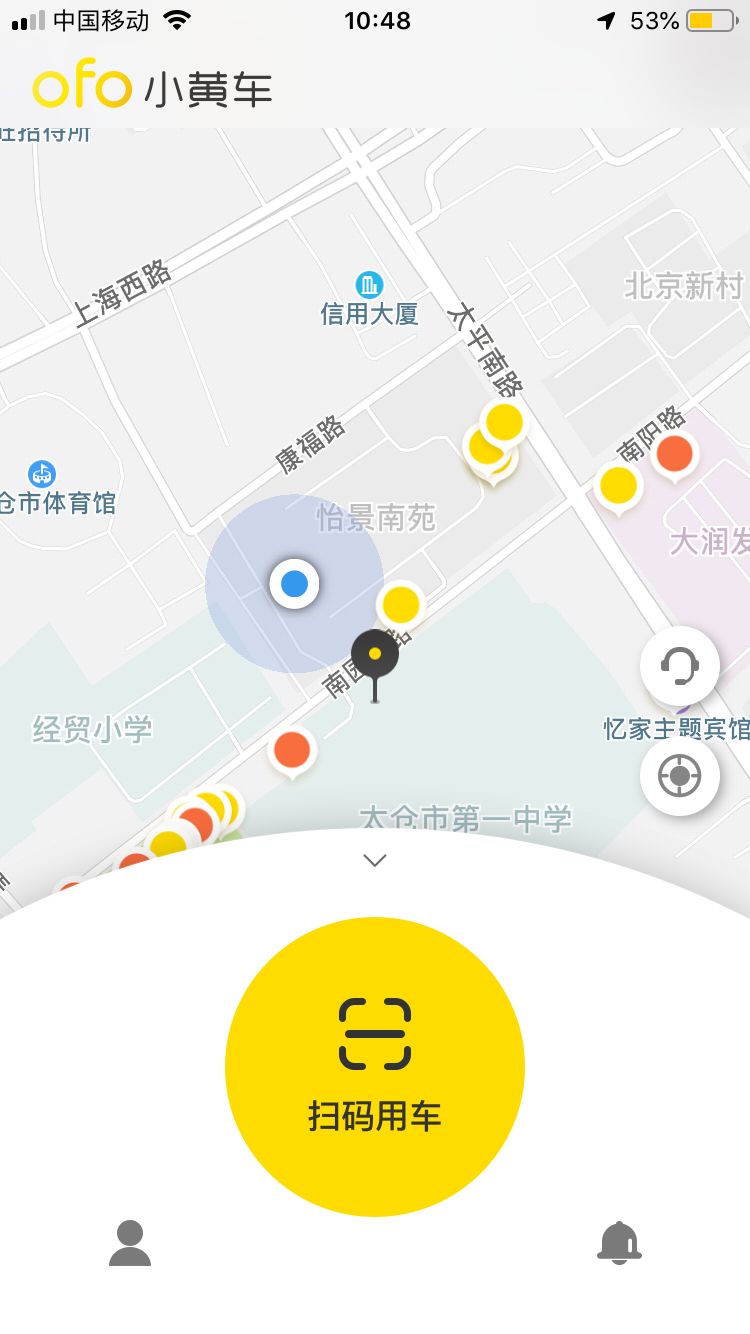 中国移动
10:48
53%
ofo 小黄车
招待所
上海西路
信用大厦
北京新村
太平南路
康福路
南阳路
仓市体育馆
怡景南苑
大润发
南园路
经贸小学
忆家主题宾馆
太仓市第一中学
扫码用车